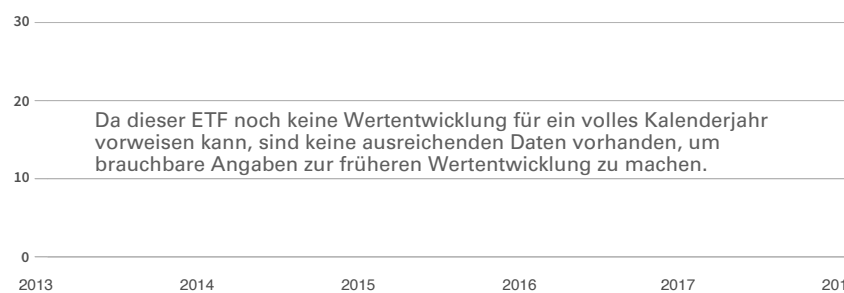 30
20
Da dieser ETF noch keine Wertentwicklung für ein volles Kalenderjahr
vorweisen kann, sind keine ausreichenden Daten vorhanden, um
brauchbare Angaben zur früheren Wertentwicklung zu machen.
10
0
2013 2014 2015 2016 2017